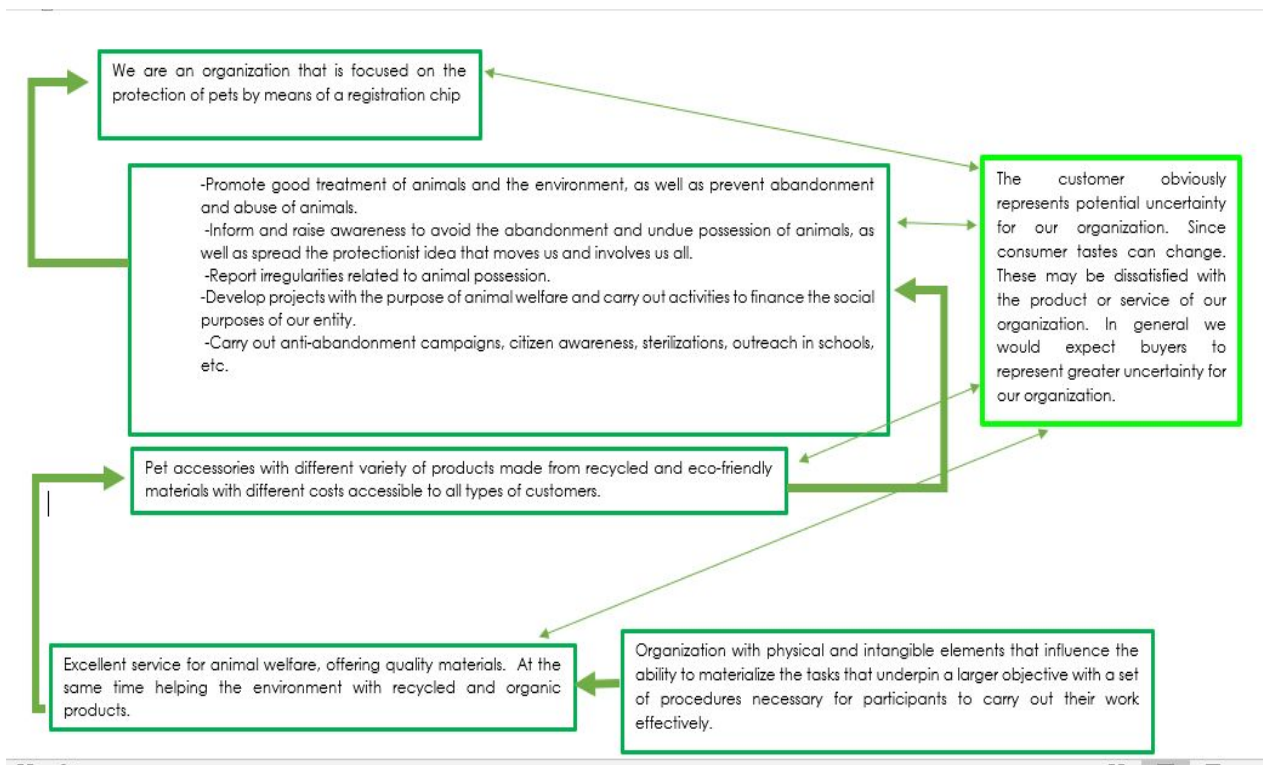 We are an organization that is focused on the
protection of pets by means of a registration chip
-Promote good treatment of animals and the environment, as well as prevent abandonment
and abuse of animals.
-Inform and raise awareness to avoid the abandonment and undue possession of animals, as
well as spread the protectionist idea that moves us and involves us all.
-Report irregularities related to animal possession.
-Develop projects with the purpose of animal welfare and carry out activities to finance the social
purposes of our entity.
-Carry out anti-abandonment campaigns, citizen awareness, sterilizations, outreach in schools,
etc.
The customer obviously
represents potential uncertainty
for our organization. Since
consumer tastes can change.
These may be dissatisfied with
the product or service of our
organization. In general we
would expect buyers to
represent greater uncertainty for
our organization.
Pet accessories with different variety of products made from recycled and eco-friendly
materials with different costs accessible to all types of customers.
Excellent service for animal welfare, offering quality materials. At the
same time helping the environment with recycled and organic
products.
Organization with physical and intangible elements that influence the
ability to materialize the tasks that underpin a larger objective with a set
of procedures necessary for participants to carry out their work
effectively.